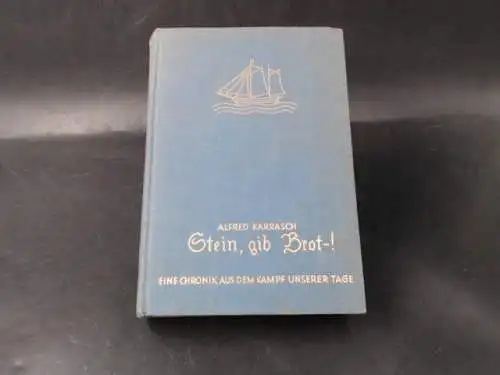 ALFRED KARRASCH
Stein, gib Brot-!
EINE CHRONIK AUS DEM KAMPF UNSERER TAGE